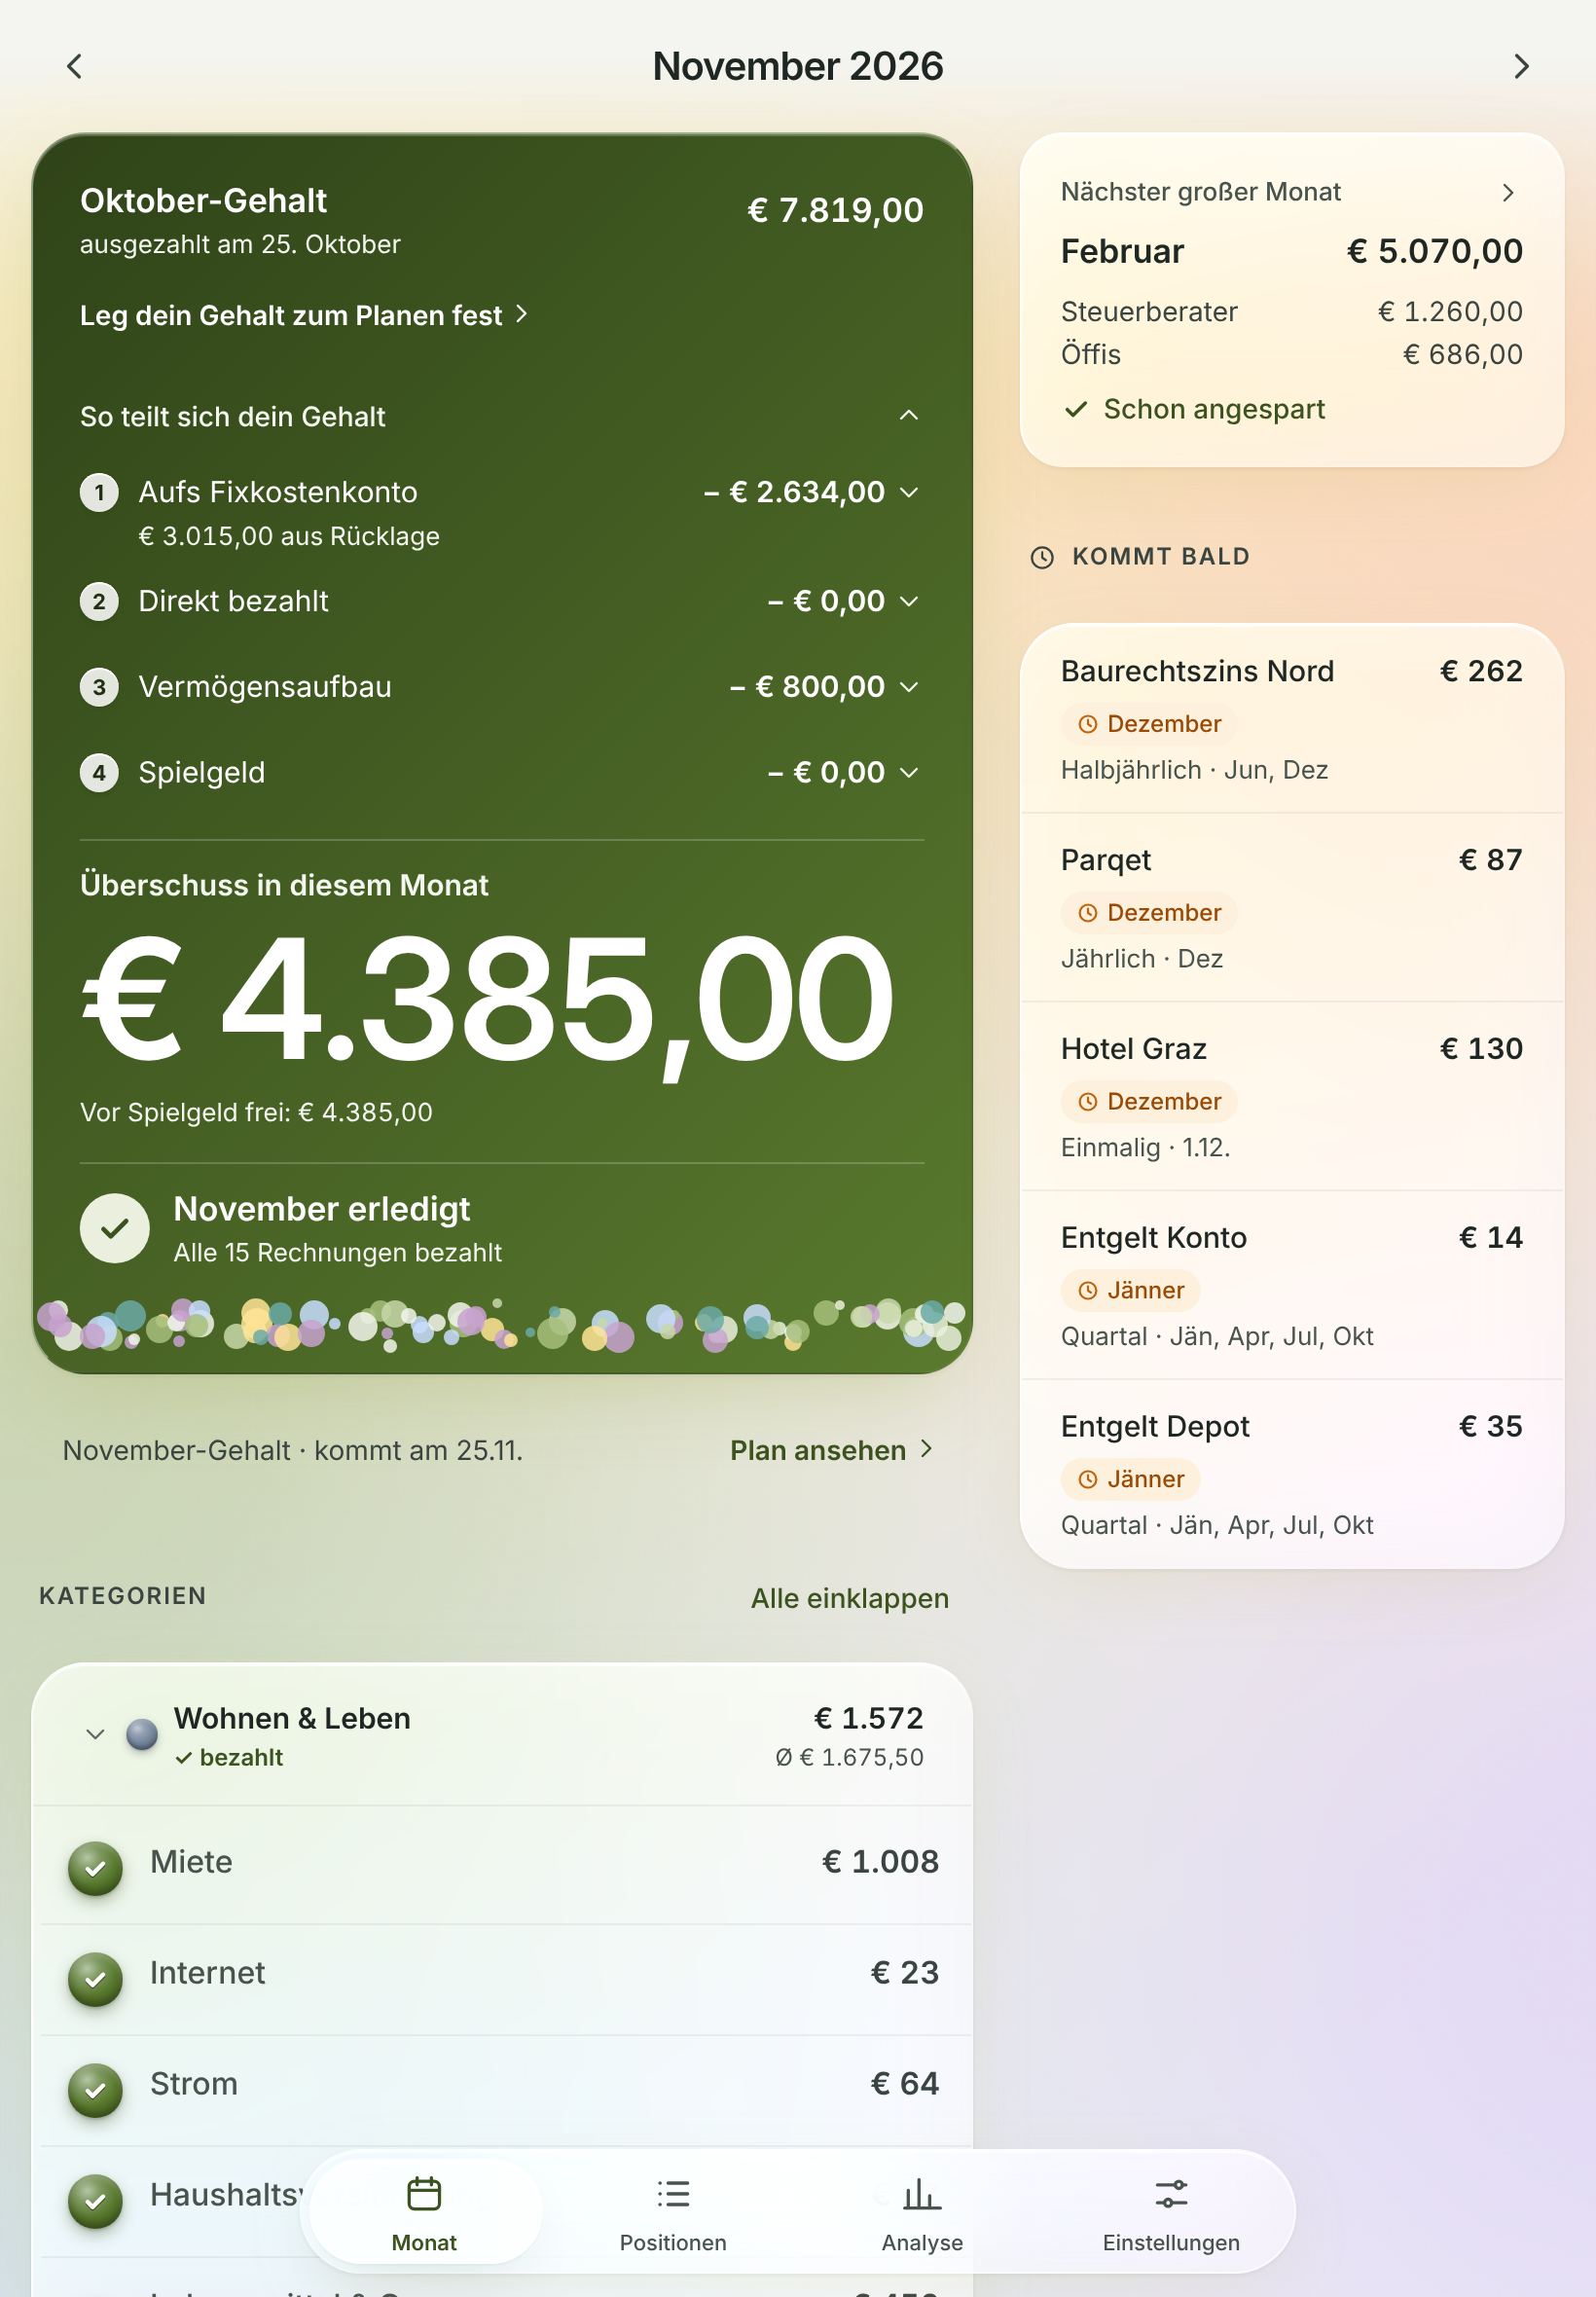 November 2026
Oktober-Gehalt
€ 7.819,00
ausgezahlt am 25. Oktober
Leg dein Gehalt zum Planen fest
So teilt sich dein Gehalt
1 Aufs Fixkostenkonto – € 2.634,00
€ 3.015,00 aus Rücklage
2 Direkt bezahlt – € 0,00
3 Vermögensaufbau – € 800,00
4 Spielgeld – € 0,00
Überschuss in diesem Monat
€ 4.385,00
Vor Spielgeld frei: € 4.385,00
November erledigt
Alle 15 Rechnungen bezahlt
November-Gehalt · kommt am 25.11.
Plan ansehen
KATEGORIEN
Alle einklappen
Wohnen & Leben € 1.572
bezahlt Ø € 1.675,50
Miete € 1.008
Internet € 23
Strom € 64
Nächster großer Monat
Februar € 5.070,00
Steuerberater € 1.260,00
Öffis € 686,00
Schon angespart
KOMMT BALD
Baurechtszins Nord € 262
Dezember
Halbjährlich · Jun, Dez
Parqet € 87
Dezember
Jährlich · Dez
Hotel Graz € 130
Dezember
Einmalig · 1.12.
Entgelt Konto € 14
Jänner
Quartal · Jän, Apr, Jul, Okt
Entgelt Depot € 35
Jänner
Quartal · Jän, Apr, Jul, Okt
Monat
Positionen
Analyse
Einstellungen